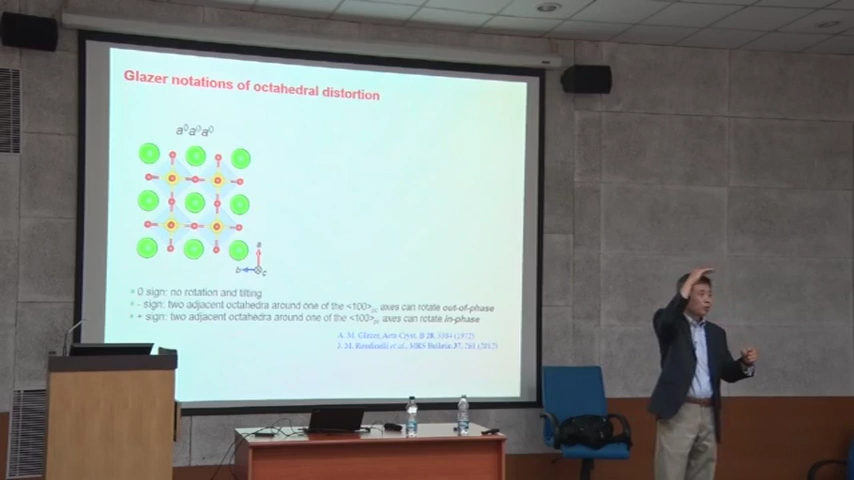 Glazer notations of octahedral distortion
a⁰a⁰a⁰
a
b
c
0 sign: no rotation and tilting
- sign: two adjacent octahedra around one of the <100>pc axes can rotate out-of-phase
+ sign: two adjacent octahedra around one of the <100>pc axes can rotate in-phase
A. M. Glazer, Acta Cryst. B 28, 3384 (1972)
J. M. Rondinelli et al., MRS Bulletin 37, 261 (2012)